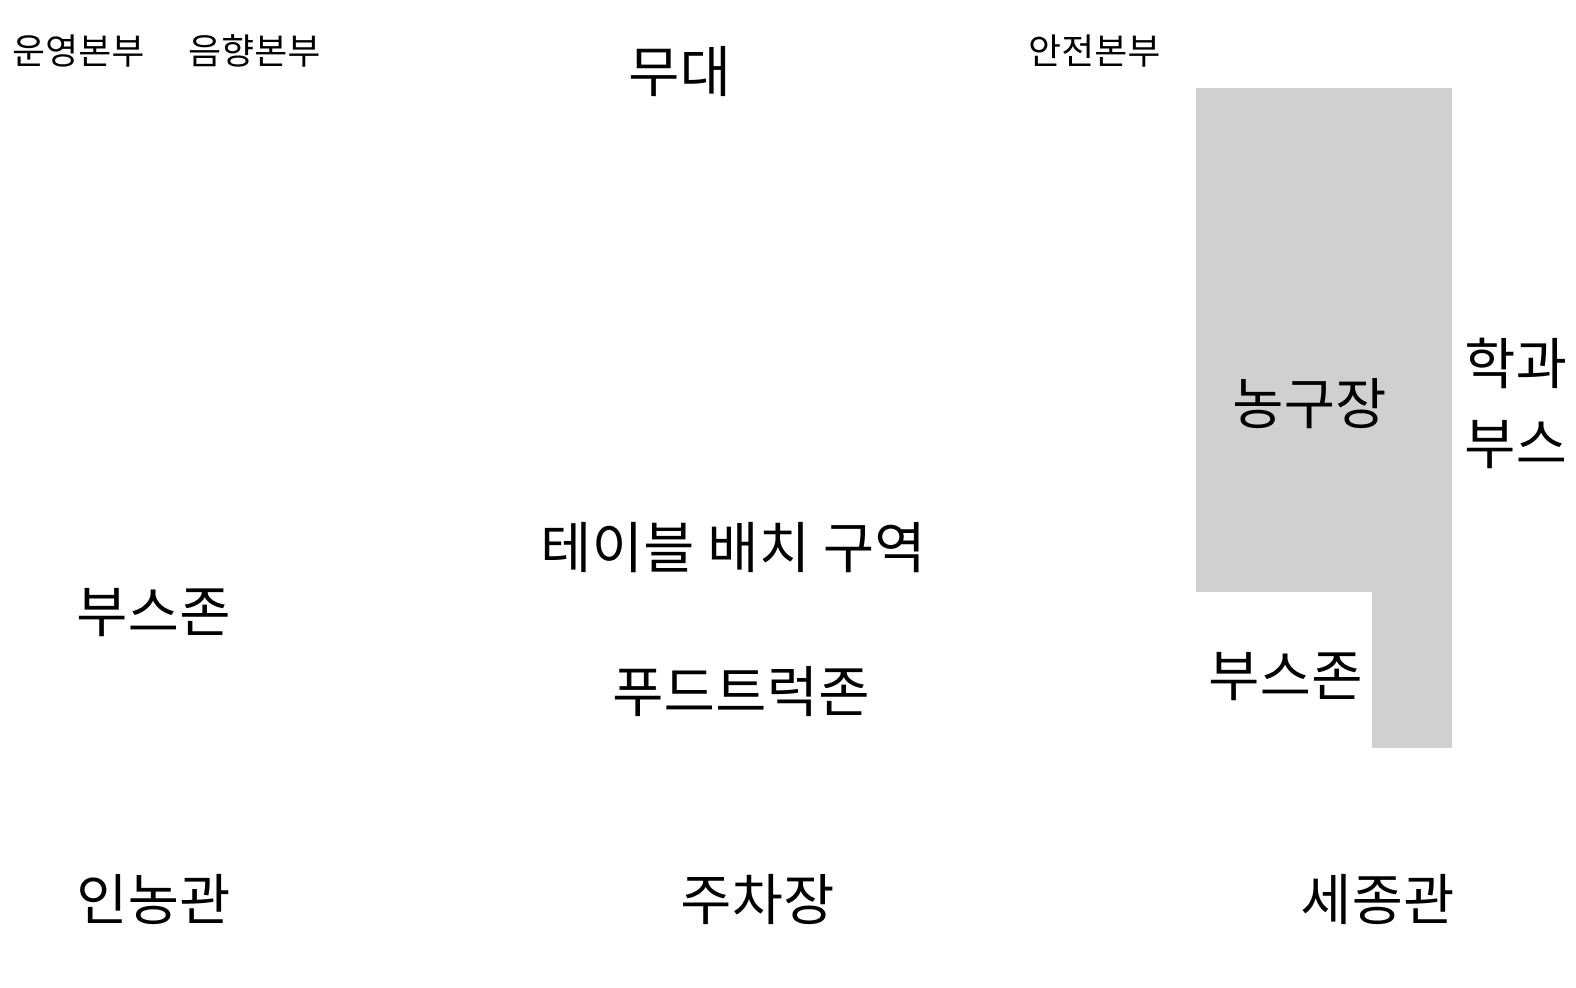 운영본부
음향본부
무대
안전본부
학과
부스
농구장
테이블 배치 구역
부스존
푸드트럭존
부스존
인농관
주차장
세종관